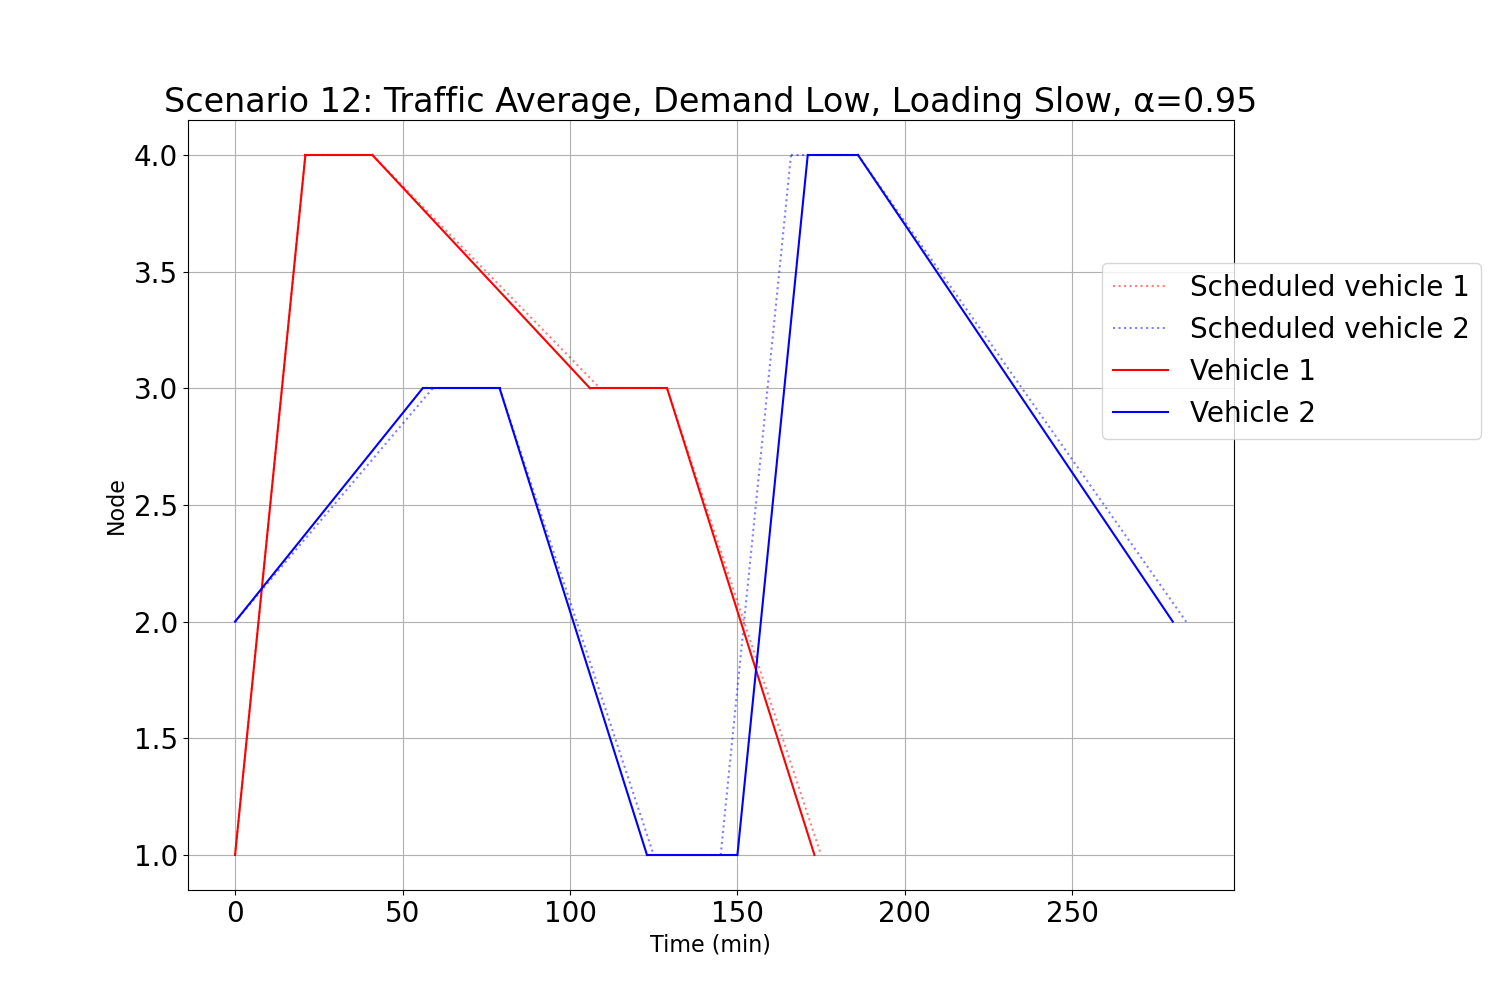 Scenario 12: Traffic Average, Demand Low, Loading Slow, α=0.95
4.0
3.5
3.0
2.5
2.0
1.5
1.0
Node
0 50 100 150 200 250
Time (min)
Scheduled vehicle 1
Scheduled vehicle 2
Vehicle 1
Vehicle 2